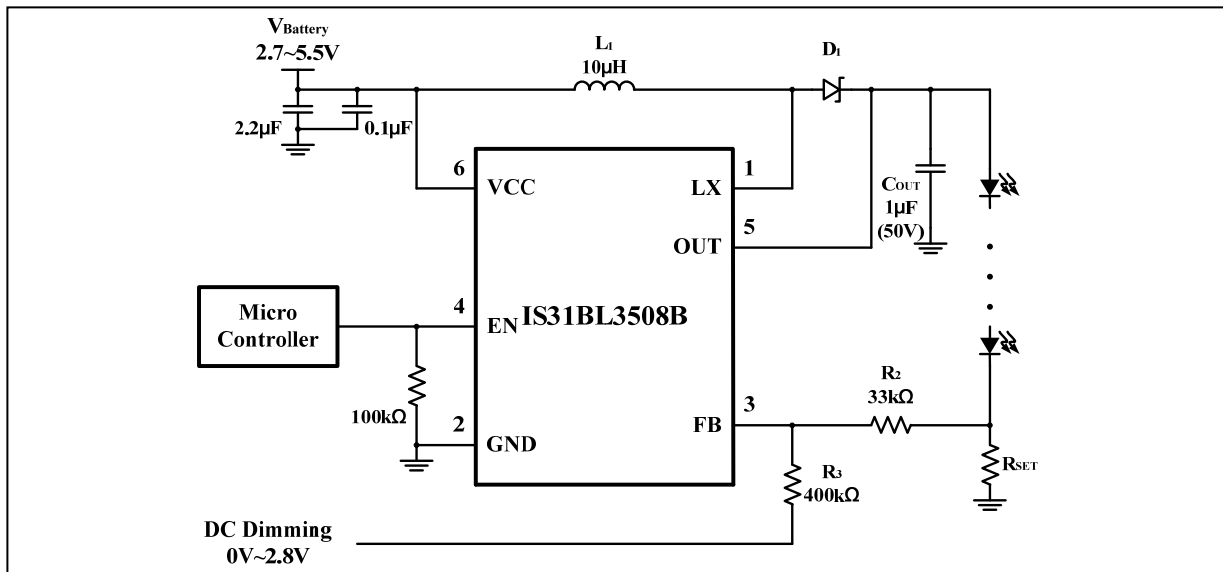 VBattery
2.7~5.5V
L1
10µH
D1
2.2µF
0.1µF
6
VCC
1
LX
COUT
1µF
(50V)
5
OUT
Micro
Controller
4
EN
IS31BL3508B
100kΩ
2
GND
3
FB
R2
33kΩ
RSET
R3
400kΩ
DC Dimming
0V~2.8V